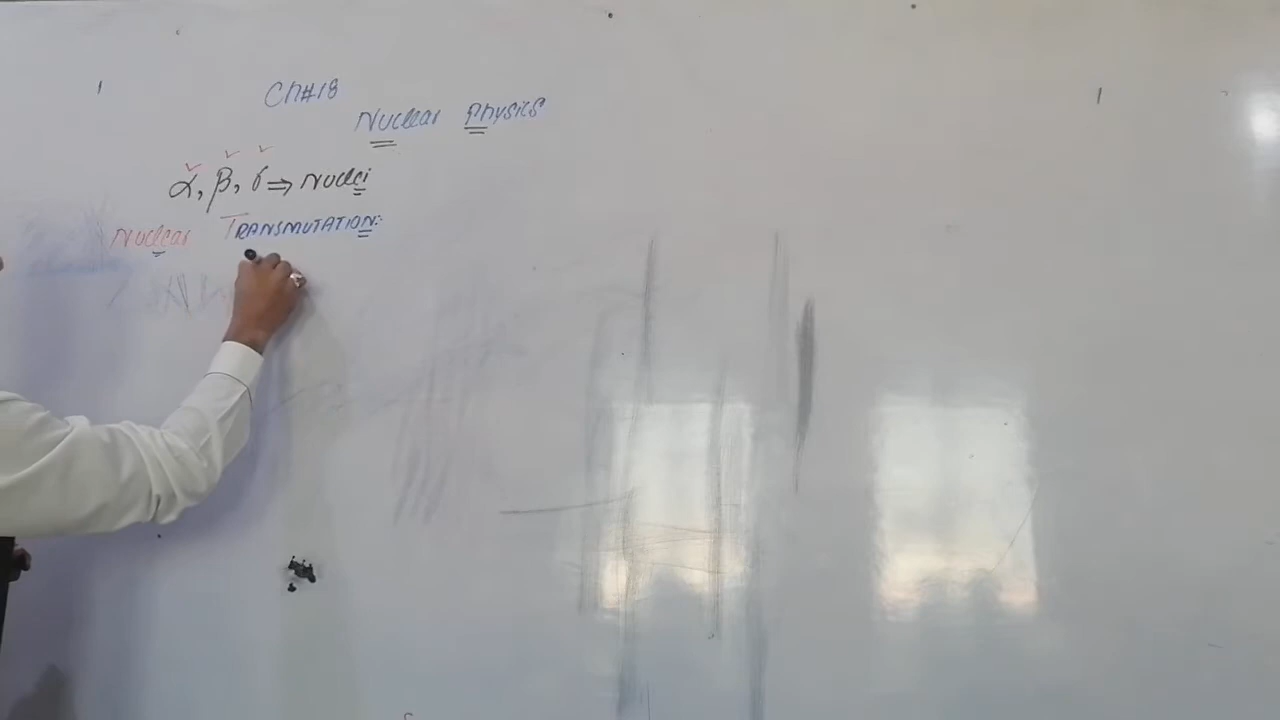 Ch#18
Nuclear Physics
α, β, γ ⇒ Nuclei
Nuclear TRANSMUTATION: